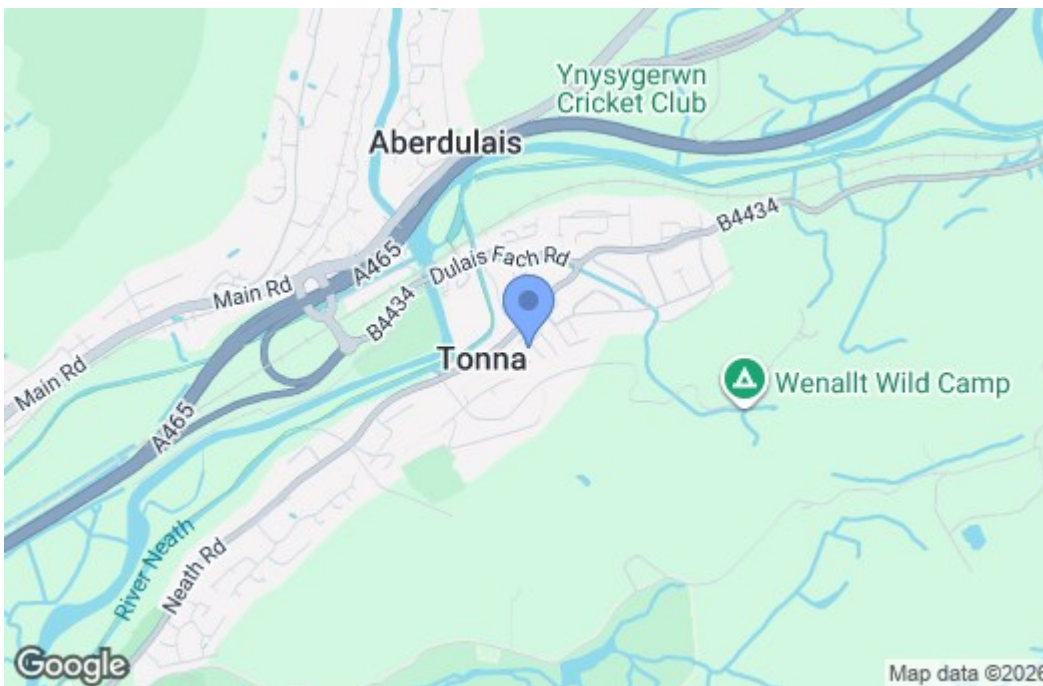 Ynysygerwn
Cricket Club
Aberdulais
B4434
Dulais Fach Rd
A465
Main Rd
B4434
Tonna
Main Rd
Wenallt Wild Camp
A465
River Neath
Neath Rd
Google
Map data ©2026